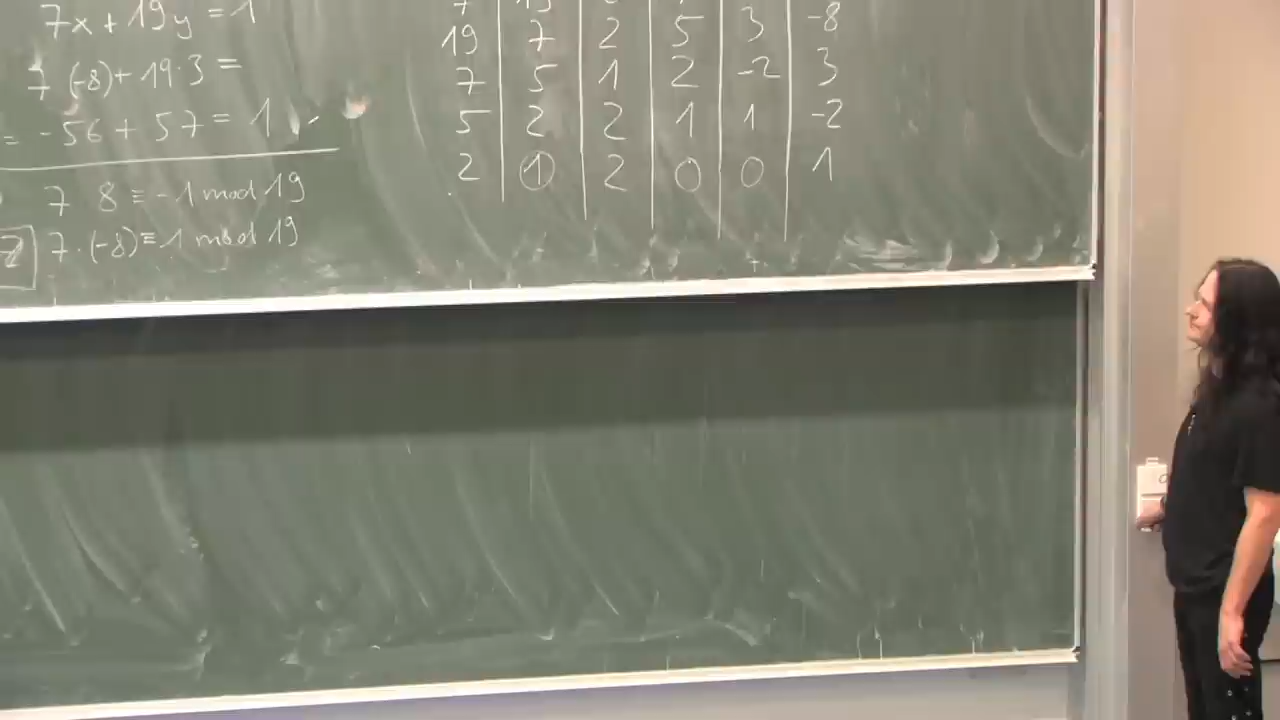 7x + 19y = 1
7 (-8) + 19·3 =
= -56 + 57 = 1 ✓
7 8 ≡ -1 mod 19
7·(-8) ≡ 1 mod 19
-8
19 7 2 5 3 -8
7 5 1 2 -2 3
5 2 2 1 1 -2
2 1 2 0 0 1